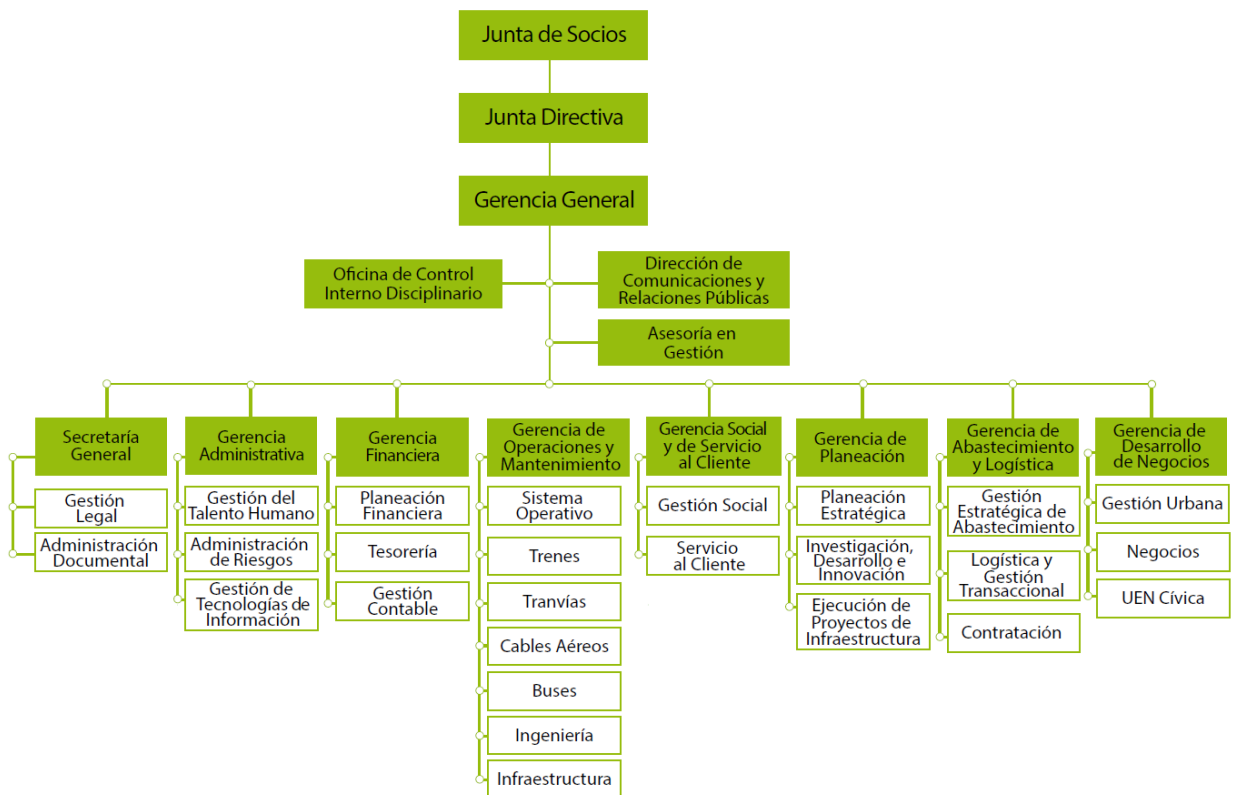 Junta de Socios
Junta Directiva
Gerencia General
Oficina de Control
Interno Disciplinario
Dirección de
Comunicaciones y
Relaciones Públicas
Asesoría en
Gestión
Secretaría
General
Gestión
Legal
Administración
Documental
Gerencia
Administrativa
Gestión del
Talento Humano
Administración
de Riesgos
Gestión de
Tecnologías de
Información
Gerencia
Financiera
Planeación
Financiera
Tesorería
Gestión
Contable
Gerencia de
Operaciones y
Mantenimiento
Sistema
Operativo
Trenes
Tranvías
Cables Aéreos
Buses
Ingeniería
Infraestructura
Gerencia Social
y de Servicio
al Cliente
Gestión Social
Servicio
al Cliente
Gerencia de
Planeación
Planeación
Estratégica
Investigación,
Desarrollo e
Innovación
Ejecución de
Proyectos de
Infraestructura
Gerencia de
Abastecimiento
y Logística
Gestión
Estratégica de
Abastecimiento
Logística y
Gestión
Transaccional
Contratación
Gerencia de
Desarrollo
de Negocios
Gestión Urbana
Negocios
UEN Cívica